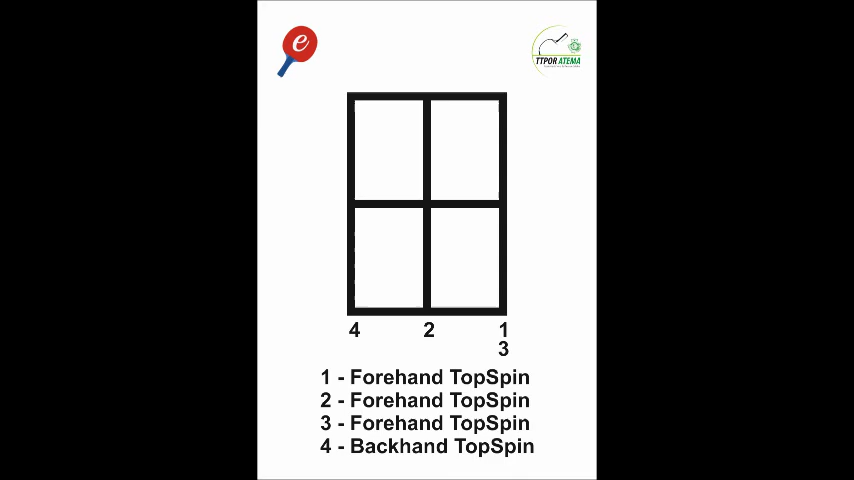 e
TTPOR ATEMA
4 2 1
3
1 - Forehand TopSpin
2 - Forehand TopSpin
3 - Forehand TopSpin
4 - Backhand TopSpin